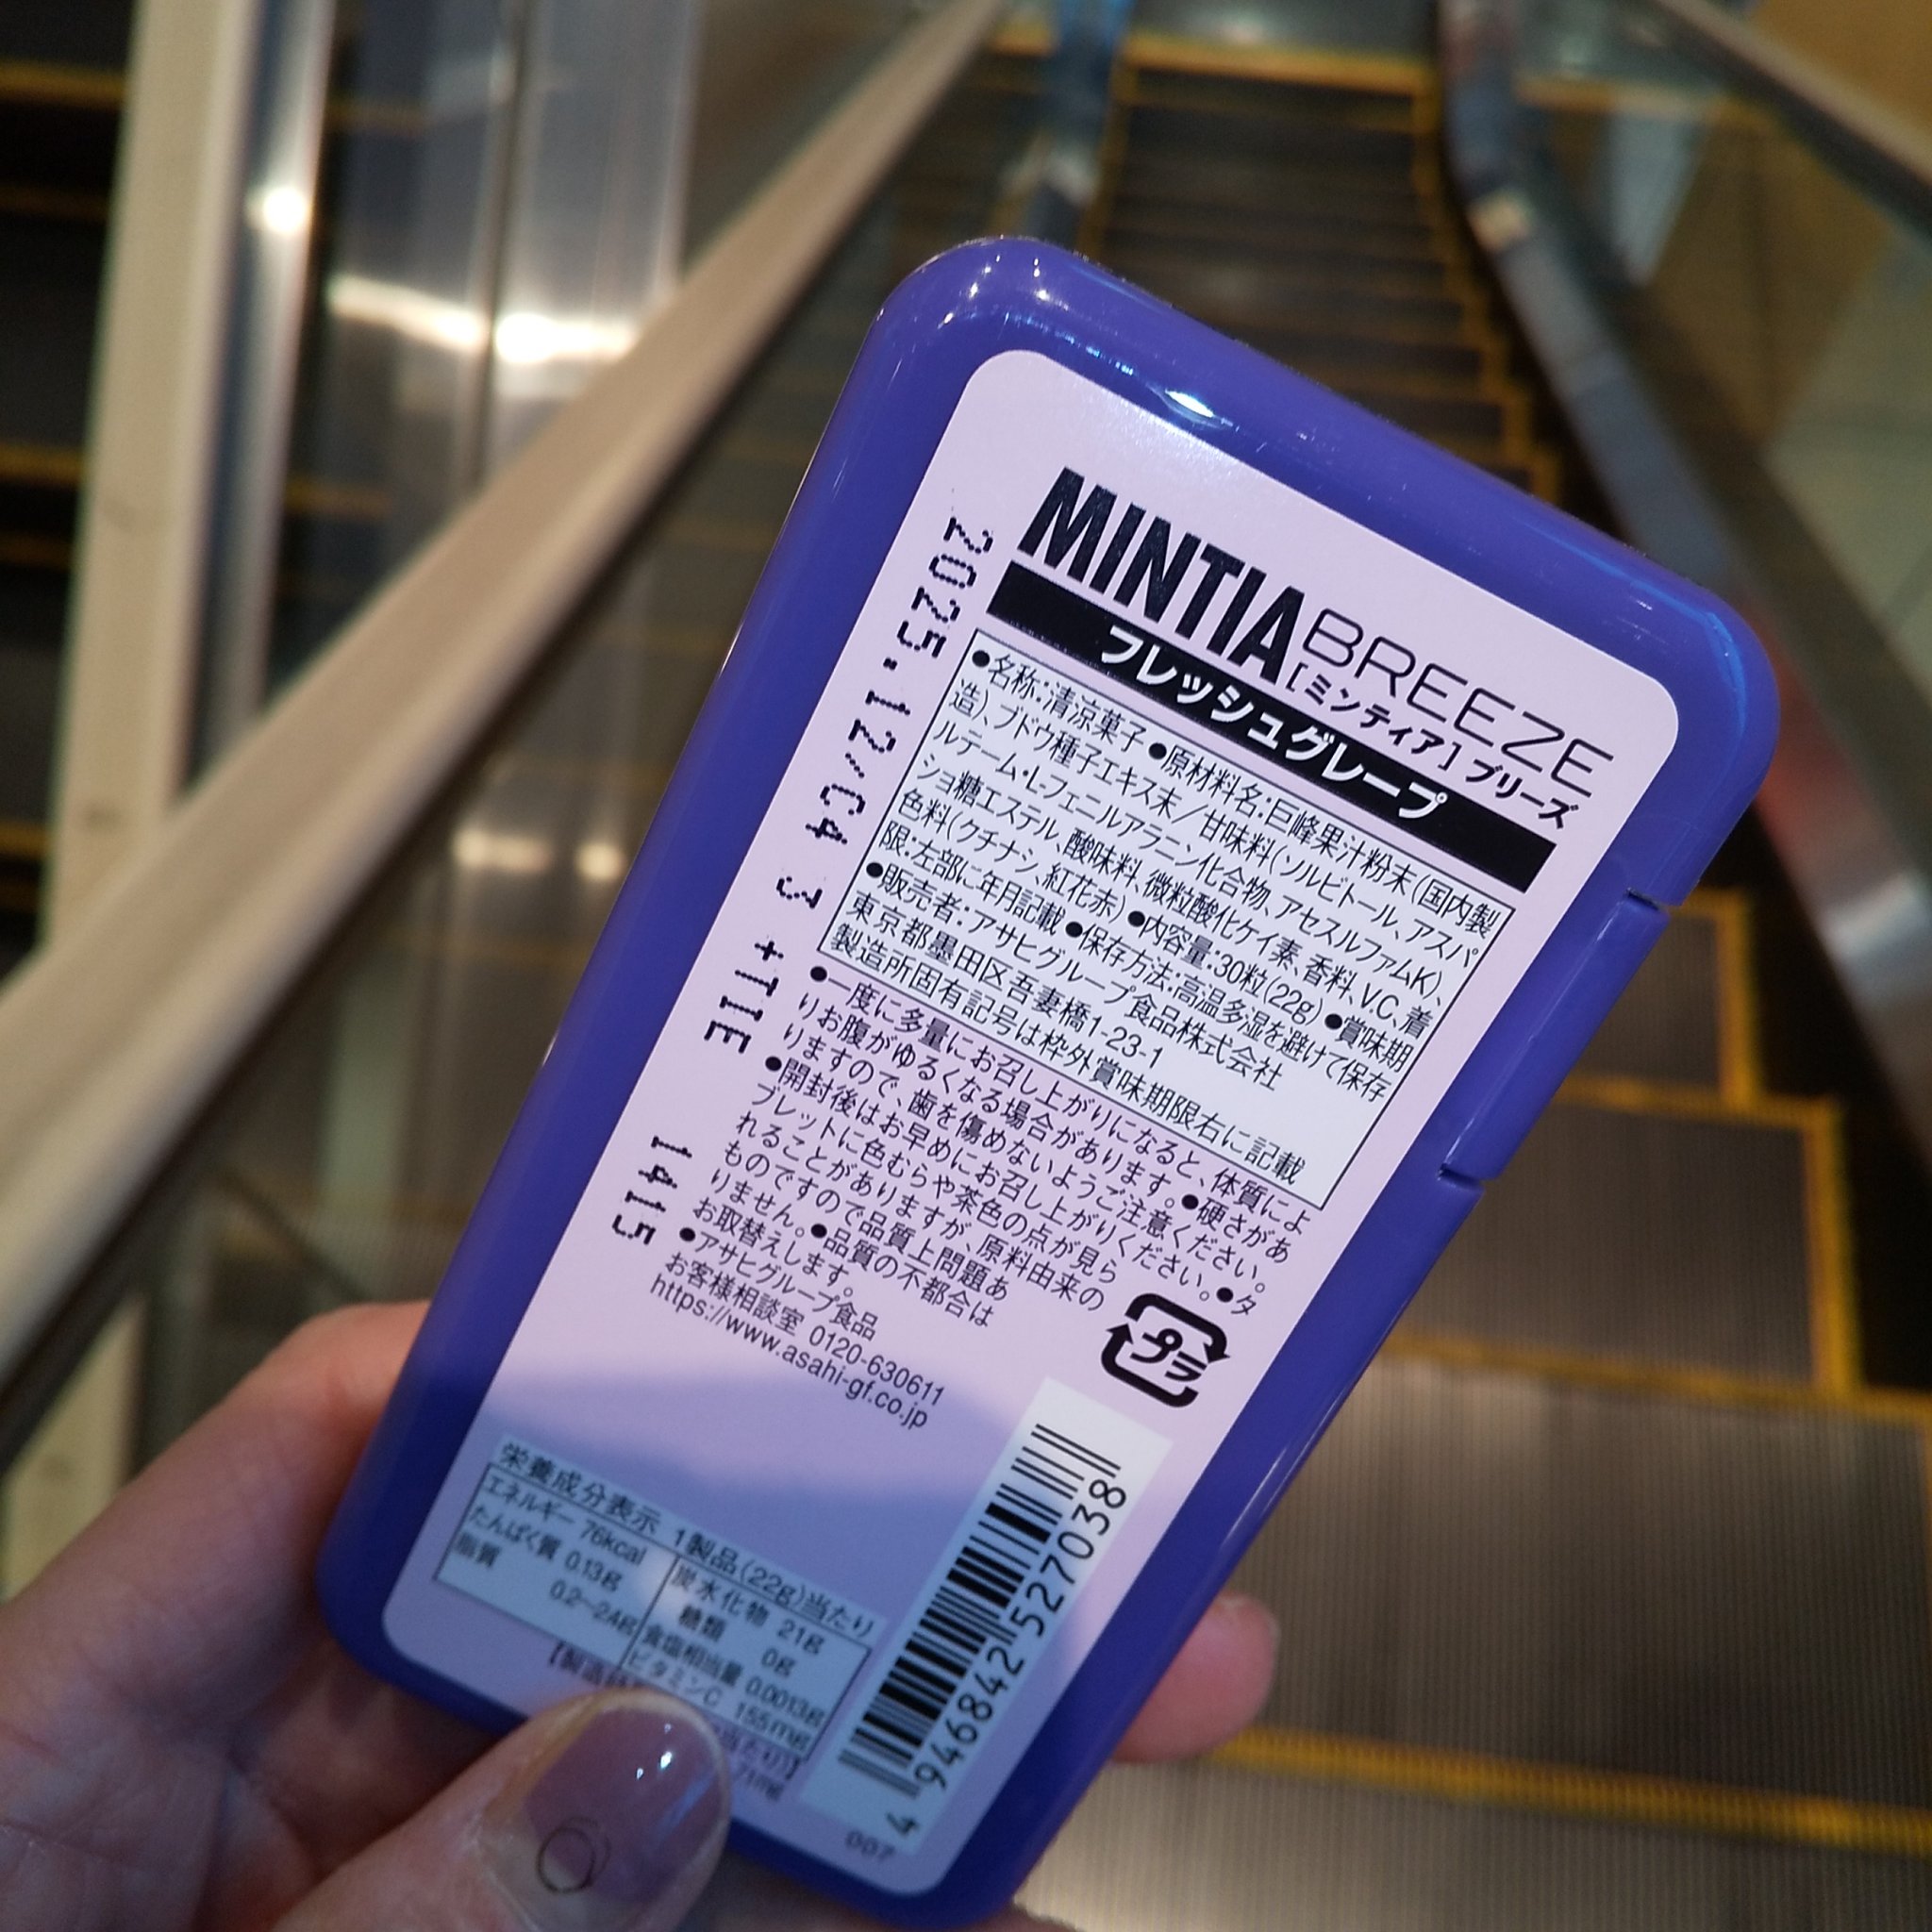 MINTIA BREEZE
[ミンティア] ブリーズ
フレッシュグレープ
●名称:清涼菓子 ●原材料名:巨峰果汁粉末(国内製
造)、ブドウ種子エキス末/甘味料(ソルビトール、アスパ
ルテーム・L-フェニルアラニン化合物、アセスルファムK)、
ショ糖エステル、酸味料、微粒酸化ケイ素、香料、V.C、着
色料(クチナシ、紅花赤) ●内容量:30粒(22g) ●賞味期
限:左部に年月記載 ●保存方法:高温多湿を避けて保存
●販売者:アサヒグループ食品株式会社
東京都墨田区吾妻橋1-23-1
製造所固有記号は枠外賞味期限右に記載
2025.12/C4 3 +TTE 1415
●一度に多量にお召し上がりになると、体質によ
りお腹がゆるくなる場合があります。●硬さがあ
りますので、歯を傷めないようご注意ください。
●開封後はお早めにお召し上がりください。●タ
ブレットに色むらや茶色の点が見ら
れることがありますが、原料由来の
ものですので品質上問題あ
りません。●品質の不都合は
お取替えします。
●アサヒグループ食品
お客様相談室 0120-630611
https://www.asahi-gf.co.jp
プラ
栄養成分表示 1製品(22g)当たり
エネルギー 76kcal
たんぱく質 0.13g
脂質 0.2~2.4g
炭水化物 21g
糖類 0g
食塩相当量 0.0013g
ビタミンC 155mg
当たり)】
4946842527038
007